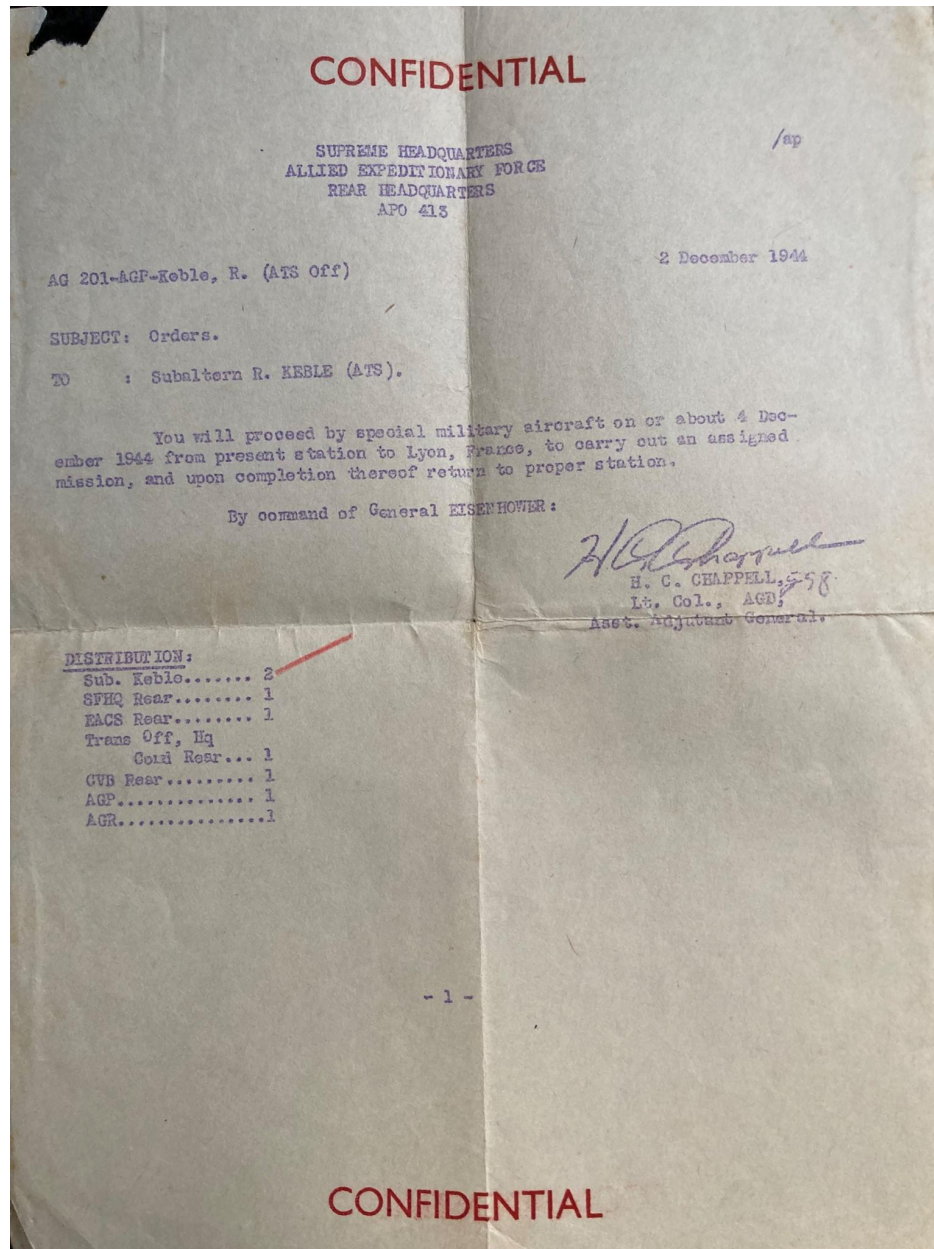 CONFIDENTIAL
/ap
SUPREME HEADQUARTERS
ALLIED EXPEDITIONARY FORCE
REAR HEADQUARTERS
APO 413
2 December 1944
AG 201-AGP-Keble, R. (ATS Off)
SUBJECT: Orders.
TO : Subaltern R. KEBLE (ATS).
You will proceed by special military aircraft on or about 4 Dec-
ember 1944 from present station to Lyon, France, to carry out an assigned
mission, and upon completion thereof return to proper station.
By command of General EISENHOWER:
H C Chappell
H. C. CHAPPELL,
Lt. Col., AGD,
Asst. Adjutant General.
DISTRIBUTION:
Sub. Keble....... 2
SFHQ Rear........ 1
EACS Rear........ 1
Trans Off, Hq
Comd Rear... 1
CVB Rear......... 1
AGP.............. 1
AGR...............1
- 1 -
CONFIDENTIAL